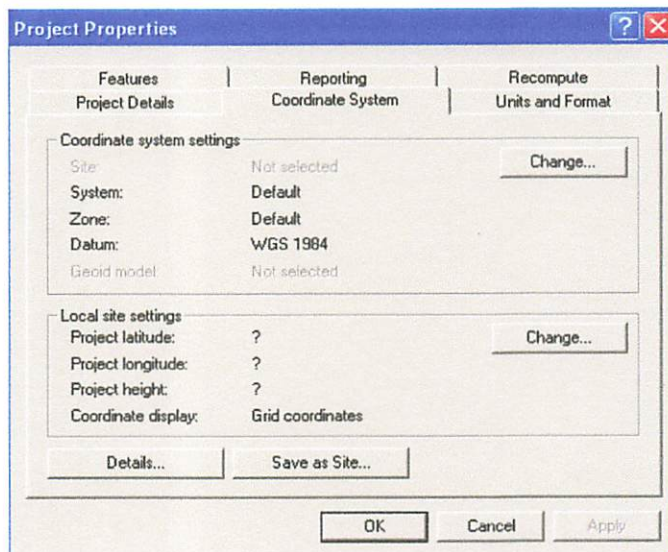 Project Properties
Features Reporting Recompute
Project Details Coordinate System Units and Format
Coordinate system settings
Site: Not selected Change...
System: Default
Zone: Default
Datum: WGS 1984
Geoid model: Not selected
Local site settings
Project latitude: ? Change...
Project longitude: ?
Project height: ?
Coordinate display: Grid coordinates
Details... Save as Site...
OK Cancel Apply